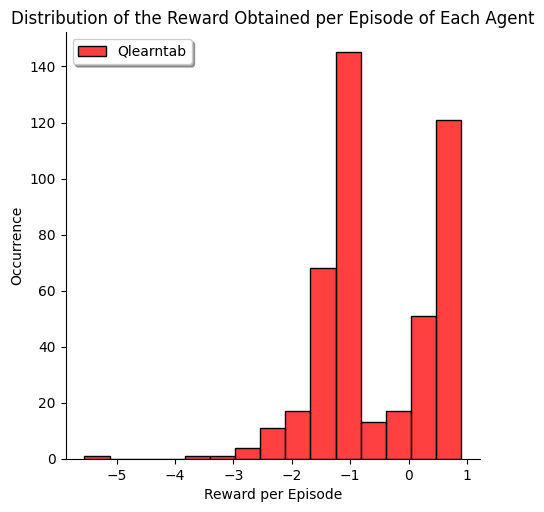 Distribution of the Reward Obtained per Episode of Each Agent
Qlearntab
140
120
100
80
60
40
20
0
Occurrence
−5 −4 −3 −2 −1 0 1
Reward per Episode